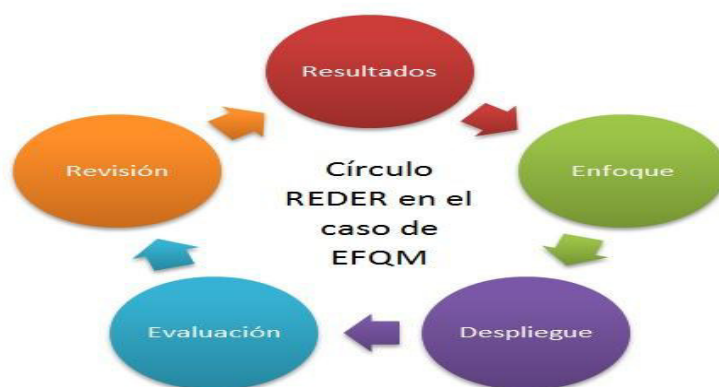 Resultados
Enfoque
Despliegue
Evaluación
Revisión
Círculo
REDER en el
caso de
EFQM